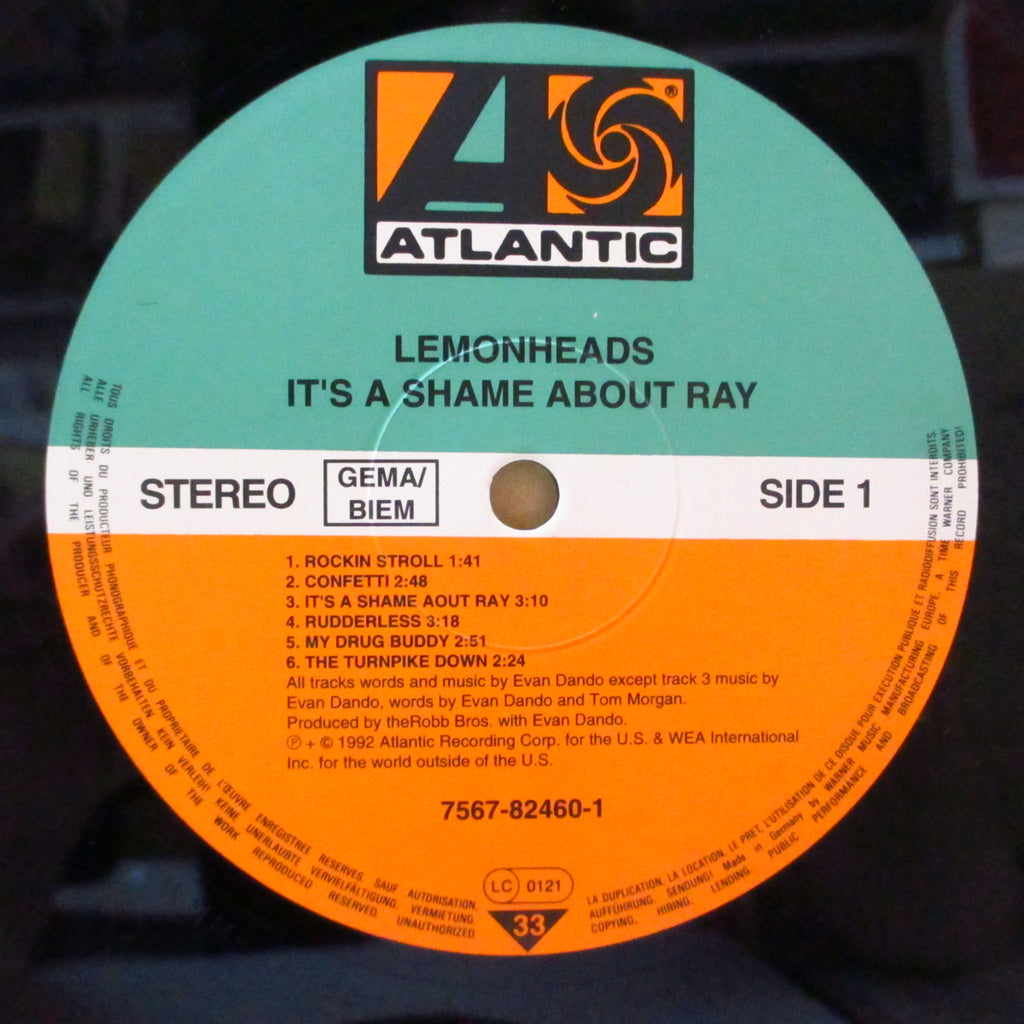 ATLANTIC
®
LEMONHEADS
IT'S A SHAME ABOUT RAY
STEREO
GEMA/
BIEM
SIDE 1
1. ROCKIN STROLL 1:41
2. CONFETTI 2:48
3. IT'S A SHAME AOUT RAY 3:10
4. RUDDERLESS 3:18
5. MY DRUG BUDDY 2:51
6. THE TURNPIKE DOWN 2:24
All tracks words and music by Evan Dando except track 3 music by
Evan Dando, words by Evan Dando and Tom Morgan.
Produced by theRobb Bros. with Evan Dando.
℗ + © 1992 Atlantic Recording Corp. for the U.S. & WEA International
Inc. for the world outside of the U.S.
7567-82460-1
LC 0121
33
TOUS DROITS DU PRODUCTEUR PHONOGRAPHIQUE ET DU PROPRIETAIRE DE L'ŒUVRE ENREGISTREE RESERVES. SAUF AUTORISATION, LA DUPLICATION, LA LOCATION, LE PRET, L'UTILISATION DE CE DISQUE POUR EXECUTION PUBLIQUE ET RADIODIFFUSION SONT INTERDITS.
ALLE URHEBER UND LEISTUNGSSCHUTZRECHTE VORBEHALTEN. KEIN VERLEIH! KEINE UNERLAUBTE VERVIELFÄLTIGUNG, VERMIETUNG, AUFFÜHRUNG, SENDUNG! Made in Germany by WARNER MUSIC MANUFACTURING EUROPE. A TIME WARNER COMPANY
ALL RIGHTS OF THE PRODUCER AND OF THE OWNER OF THE WORK REPRODUCED RESERVED. UNAUTHORIZED COPYING, HIRING, LENDING, PUBLIC PERFORMANCE AND BROADCASTING OF THIS RECORD PROHIBITED!